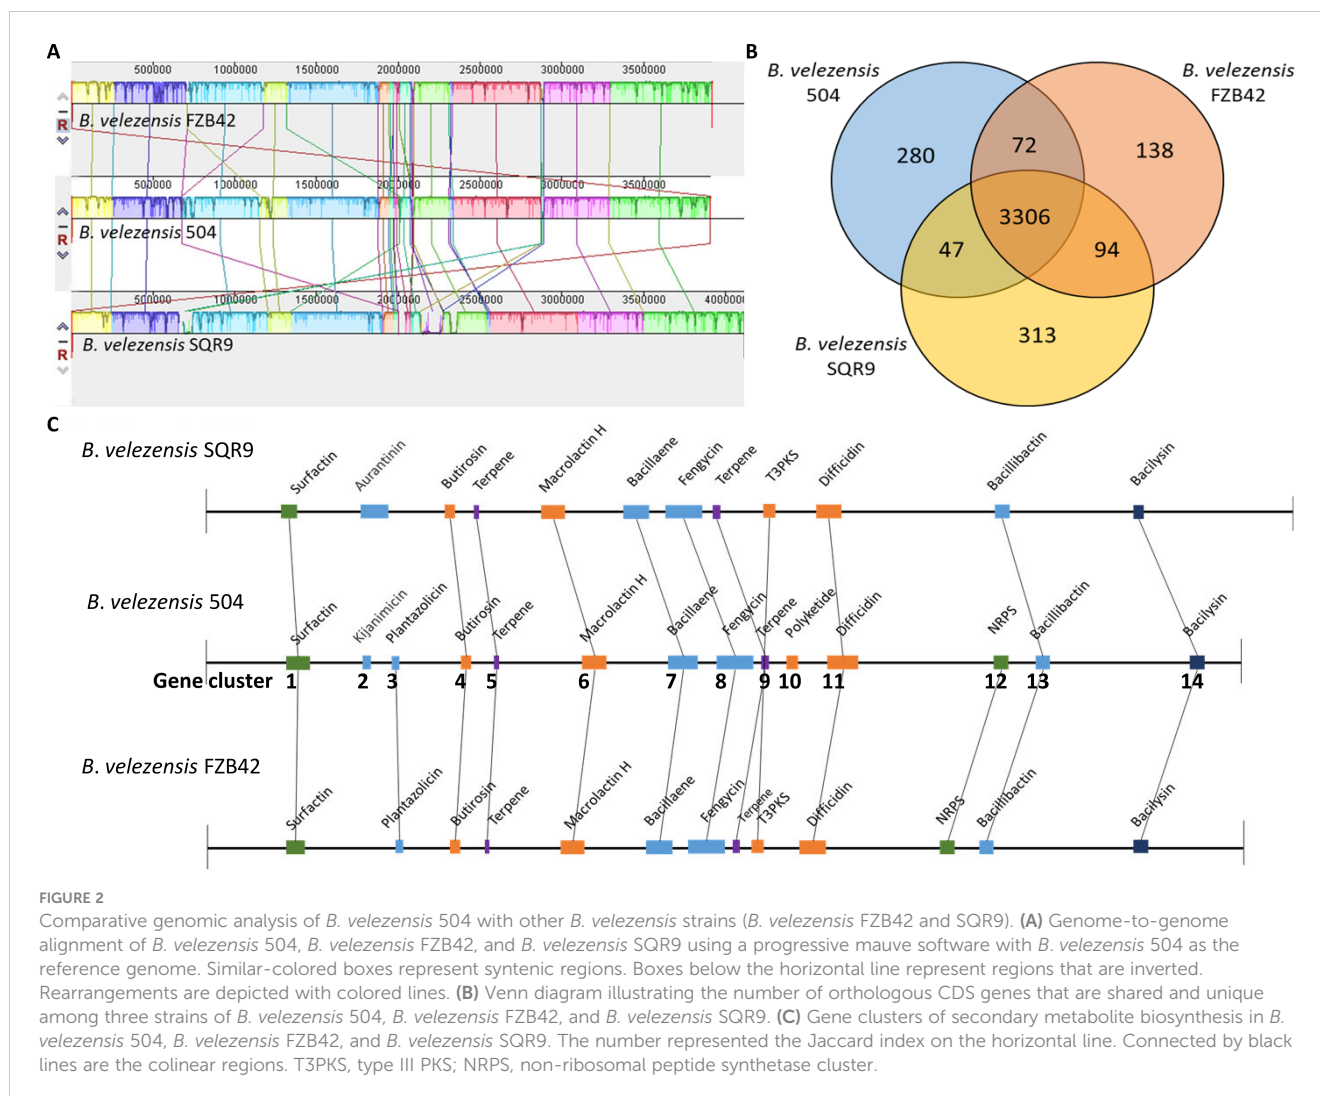 A
500000 1000000 1500000 2000000 2500000 3000000 3500000
R
B. velezensis FZB42
500000 1000000 1500000 2000000 2500000 3000000 3500000
R
B. velezensis 504
500000 1000000 1500000 2000000 2500000 3000000 3500000 4000000
R
B. velezensis SQR9
B
B. velezensis
504
B. velezensis
FZB42
280
72
138
3306
47
94
313
B. velezensis
SQR9
C
B. velezensis SQR9
Surfactin Aurantinin Butirosin Terpene Macrolactin H Bacillaene Fengycin Terpene T3PKS Difficidin Bacillibactin Bacilysin
B. velezensis 504
Surfactin Kijanimicin Plantazolicin Butirosin Terpene Macrolactin H Bacillaene Fengycin Terpene Polyketide Difficidin NRPS Bacillibactin Bacilysin
Gene cluster 1 2 3 4 5 6 7 8 9 10 11 12 13 14
B. velezensis FZB42
Surfactin Plantazolicin Butirosin Terpene Macrolactin H Bacillaene Fengycin Terpene T3PKS Difficidin NRPS Bacillibactin Bacilysin
FIGURE 2
Comparative genomic analysis of B. velezensis 504 with other B. velezensis strains (B. velezensis FZB42 and SQR9). (A) Genome-to-genome
alignment of B. velezensis 504, B. velezensis FZB42, and B. velezensis SQR9 using a progressive mauve software with B. velezensis 504 as the
reference genome. Similar-colored boxes represent syntenic regions. Boxes below the horizontal line represent regions that are inverted.
Rearrangements are depicted with colored lines. (B) Venn diagram illustrating the number of orthologous CDS genes that are shared and unique
among three strains of B. velezensis 504, B. velezensis FZB42, and B. velezensis SQR9. (C) Gene clusters of secondary metabolite biosynthesis in B.
velezensis 504, B. velezensis FZB42, and B. velezensis SQR9. The number represented the Jaccard index on the horizontal line. Connected by black
lines are the colinear regions. T3PKS, type III PKS; NRPS, non-ribosomal peptide synthetase cluster.